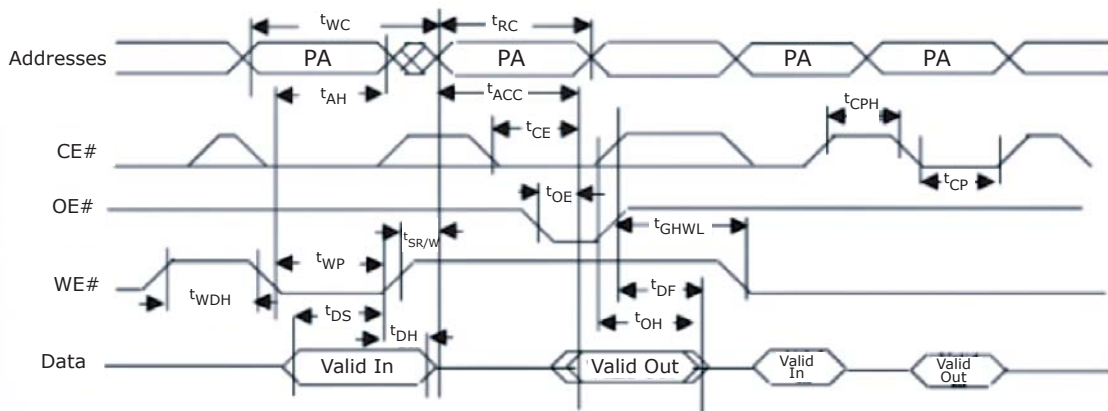 tWC
tRC
Addresses
PA
PA
PA
PA
tAH
tACC
tCPH
tCE
CE#
tCP
tOE
OE#
tGHWL
tSR/W
tWP
WE#
tWDH
tDF
tDS
tOH
tDH
Data
Valid In
Valid Out
Valid
In
Valid
Out